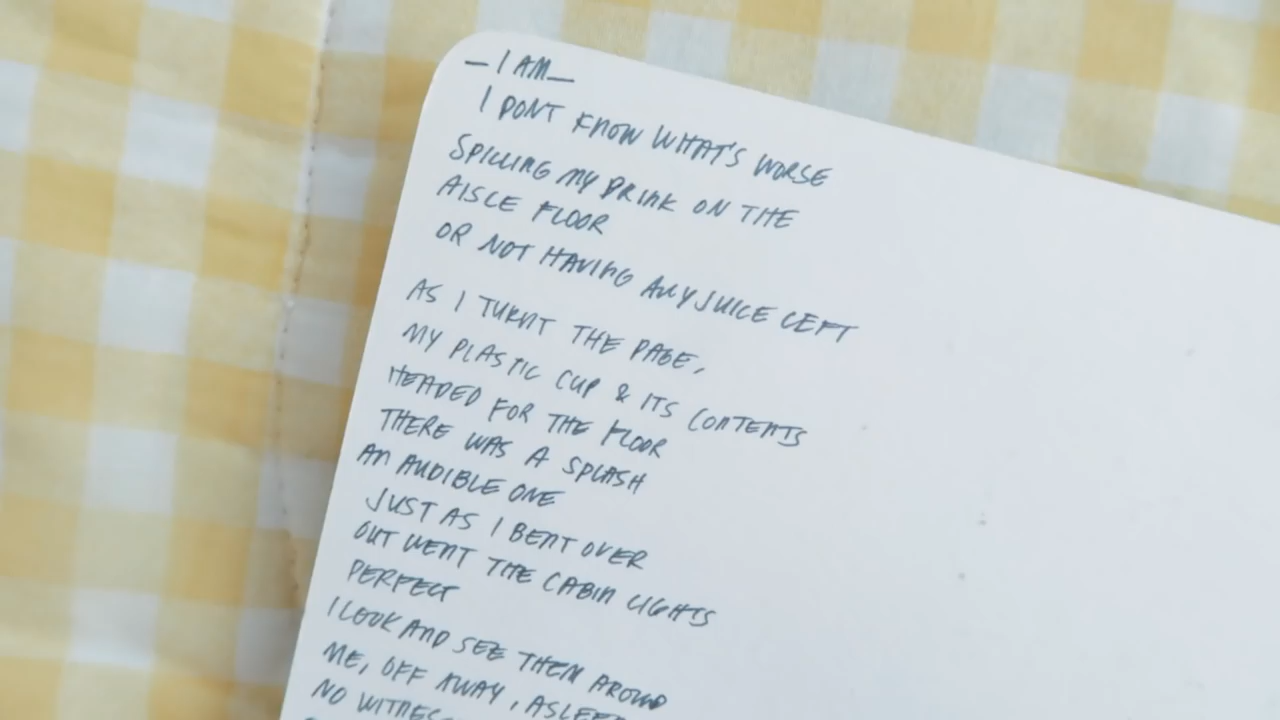 — I AM —
I DONT KNOW WHAT'S WORSE
SPILLING MY DRINK ON THE
AISLE FLOOR
OR NOT HAVING ANY JUICE LEFT
AS I TURNT THE PAGE,
MY PLASTIC CUP & ITS CONTENTS
HEADED FOR THE FLOOR
THERE WAS A SPLASH
AN AUDIBLE ONE
JUST AS I BENT OVER
OUT WENT THE CABIN LIGHTS
PERFECT
I LOOK AND SEE THEM AROUND
ME, OFF AWAY, ASLEEP
NO